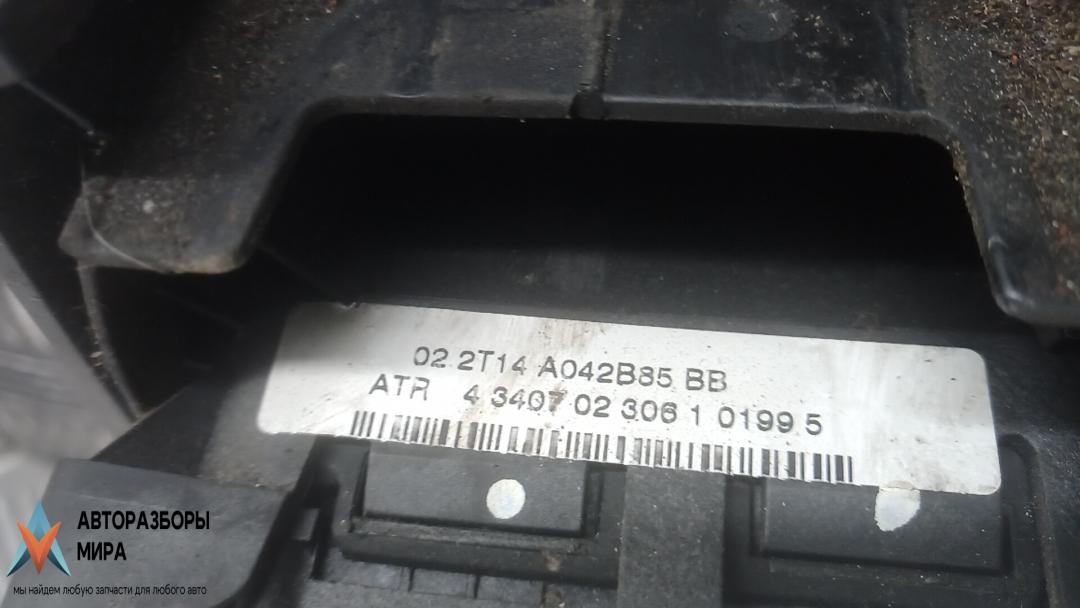 02 2T14 A042B85 BB
ATR 4 3407 02 306 1 0199 5
АВТОРАЗБОРЫ
МИРА
мы найдем любую запчасти для любого авто